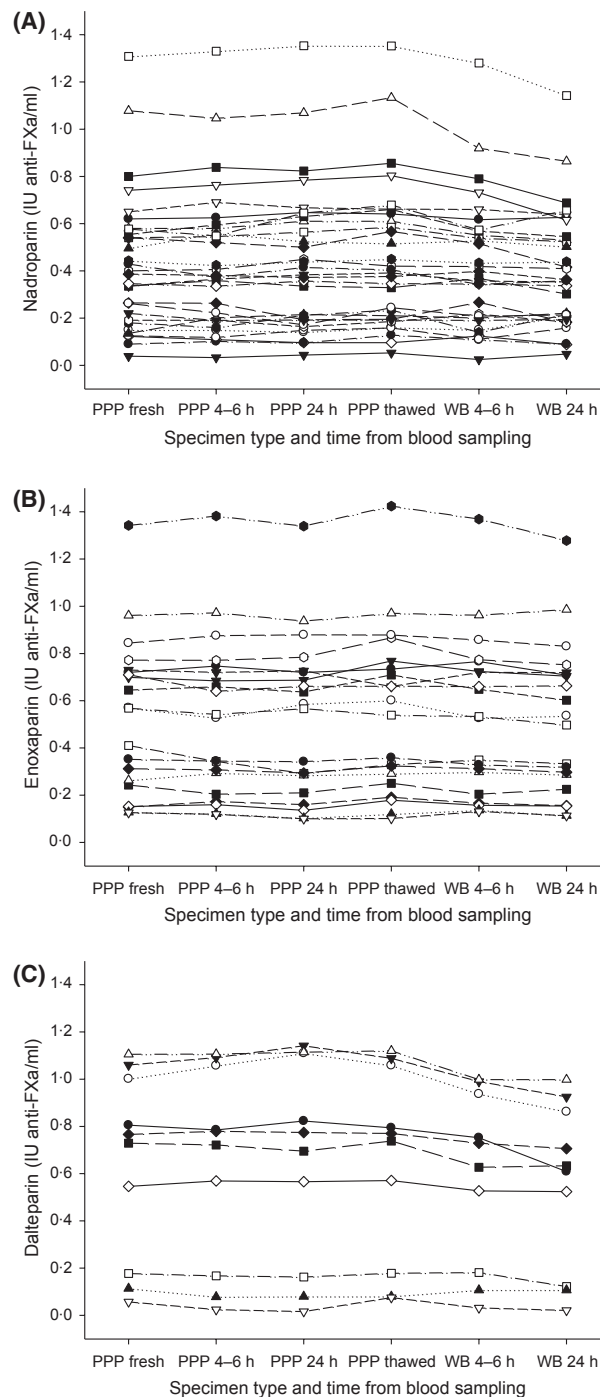 (A)
1·4
1·2
1·0
0·8
0·6
0·4
0·2
0·0
Nadroparin (IU anti-FXa/ml)
PPP fresh PPP 4–6 h PPP 24 h PPP thawed WB 4–6 h WB 24 h
Specimen type and time from blood sampling
(B)
1·4
1·2
1·0
0·8
0·6
0·4
0·2
0·0
Enoxaparin (IU anti-FXa/ml)
PPP fresh PPP 4–6 h PPP 24 h PPP thawed WB 4–6 h WB 24 h
Specimen type and time from blood sampling
(C)
1·4
1·2
1·0
0·8
0·6
0·4
0·2
0·0
Dalteparin (IU anti-FXa/ml)
PPP fresh PPP 4–6 h PPP 24 h PPP thawed WB 4–6 h WB 24 h
Specimen type and time from blood sampling